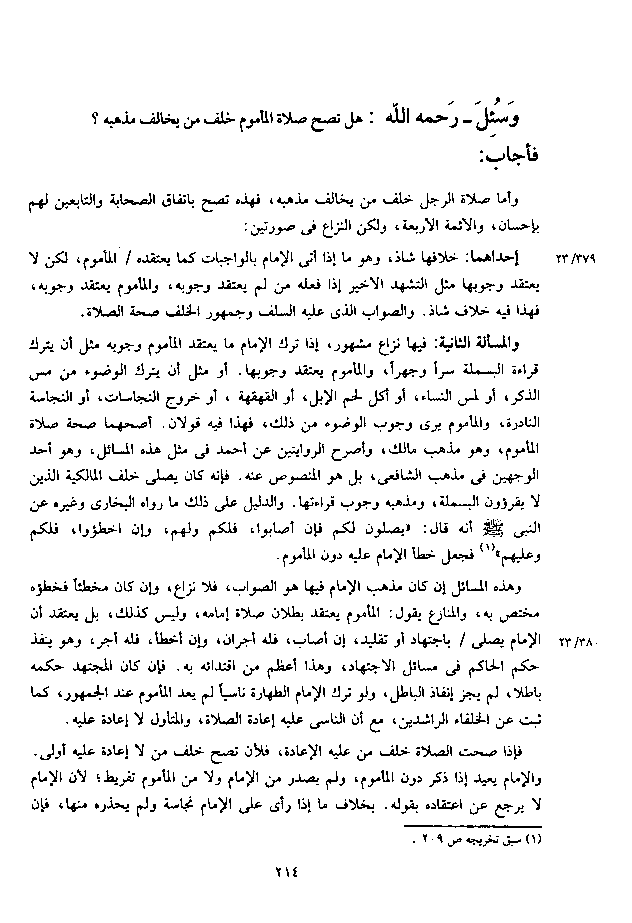 وَسُئِلَ ـ رَحمه اللّٰه : هل تصح صلاة المأموم خلف من يخالف مذهبه ؟
فأجاب:
وأما صلاة الرجل خلف من يخالف مذهبه، فهذه تصح باتفاق الصحابة والتابعين لهم
بإحسان، والأئمة الأربعة، ولكن النزاع فى صورتين:
٢٣/٣٧٩ إحداهما: خلافها شاذ، وهو ما إذا أتى الإمام بالواجبات كما يعتقده / المأموم، لكن لا
يعتقد وجوبها مثل التشهد الأخير إذا فعله من لم يعتقد وجوبه، والمأموم يعتقد وجوبه،
فهذا فيه خلاف شاذ. والصواب الذى عليه السلف وجمهور الخلف صحة الصلاة.
والمسألة الثانية: فيها نزاع مشهور، إذا ترك الإمام ما يعتقد المأموم وجوبه مثل أن يترك
قراءة البسملة سراً وجهراً، والمأموم يعتقد وجوبها. أو مثل أن يترك الوضوء من مس
الذكر، أو لمس النساء، أو أكل لحم الإبل، أو القهقهة ، أو خروج النجاسات، أو النجاسة
النادرة، والمأموم يرى وجوب الوضوء من ذلك، فهذا فيه قولان. أصحهما صحة صلاة
المأموم، وهو مذهب مالك، وأصرح الروايتين عن أحمد فى مثل هذه المسائل، وهو أحد
الوجهين فى مذهب الشافعى، بل هو المنصوص عنه. فإنه كان يصلى خلف المالكية الذين
لا يقرؤون البسملة، ومذهبه وجوب قراءتها. والدليل على ذلك ما رواه البخارى وغيره عن
النبى ﷺ أنه قال: «يصلون لكم فإن أصابوا، فلكم ولهم، وإن اخطؤوا، فلكم
وعليهم»(١) فجعل خطأ الإمام عليه دون المأموم.
وهذه المسائل إن كان مذهب الإمام فيها هو الصواب، فلا نزاع، وإن كان مخطئاً فخطؤه
مختص به، والمنازع يقول: المأموم يعتقد بطلان صلاة إمامه، وليس كذلك، بل يعتقد أن
٢٣/٣٨٠ الإمام يصلى / باجتهاد أو تقليد، إن أصاب، فله أجران، وإن أخطأ، فله أجر، وهو ينفذ
حكم الحاكم فى مسائل الاجتهاد، وهذا أعظم من اقتدائه به. فإن كان المجتهد حكمه
باطلا، لم يجز إنفاذ الباطل، ولو ترك الإمام الطهارة ناسياً لم يعد المأموم عند الجمهور، كما
ثبت عن الخلفاء الراشدين، مع أن الناسى عليه إعادة الصلاة، والمتأول لا إعادة عليه.
فإذا صحت الصلاة خلف من عليه الإعادة، فلأن تصح خلف من لا إعادة عليه أولى.
والإمام يعيد إذا ذكر دون المأموم، ولم يصدر من الإمام ولا من المأموم تفريط؛ لأن الإمام
لا يرجع عن اعتقاده بقوله. بخلاف ما إذا رأى على الإمام نجاسة ولم يحذره منها، فإن
(١) سبق تخريجه ص ٢٠٩ .
٢١٤